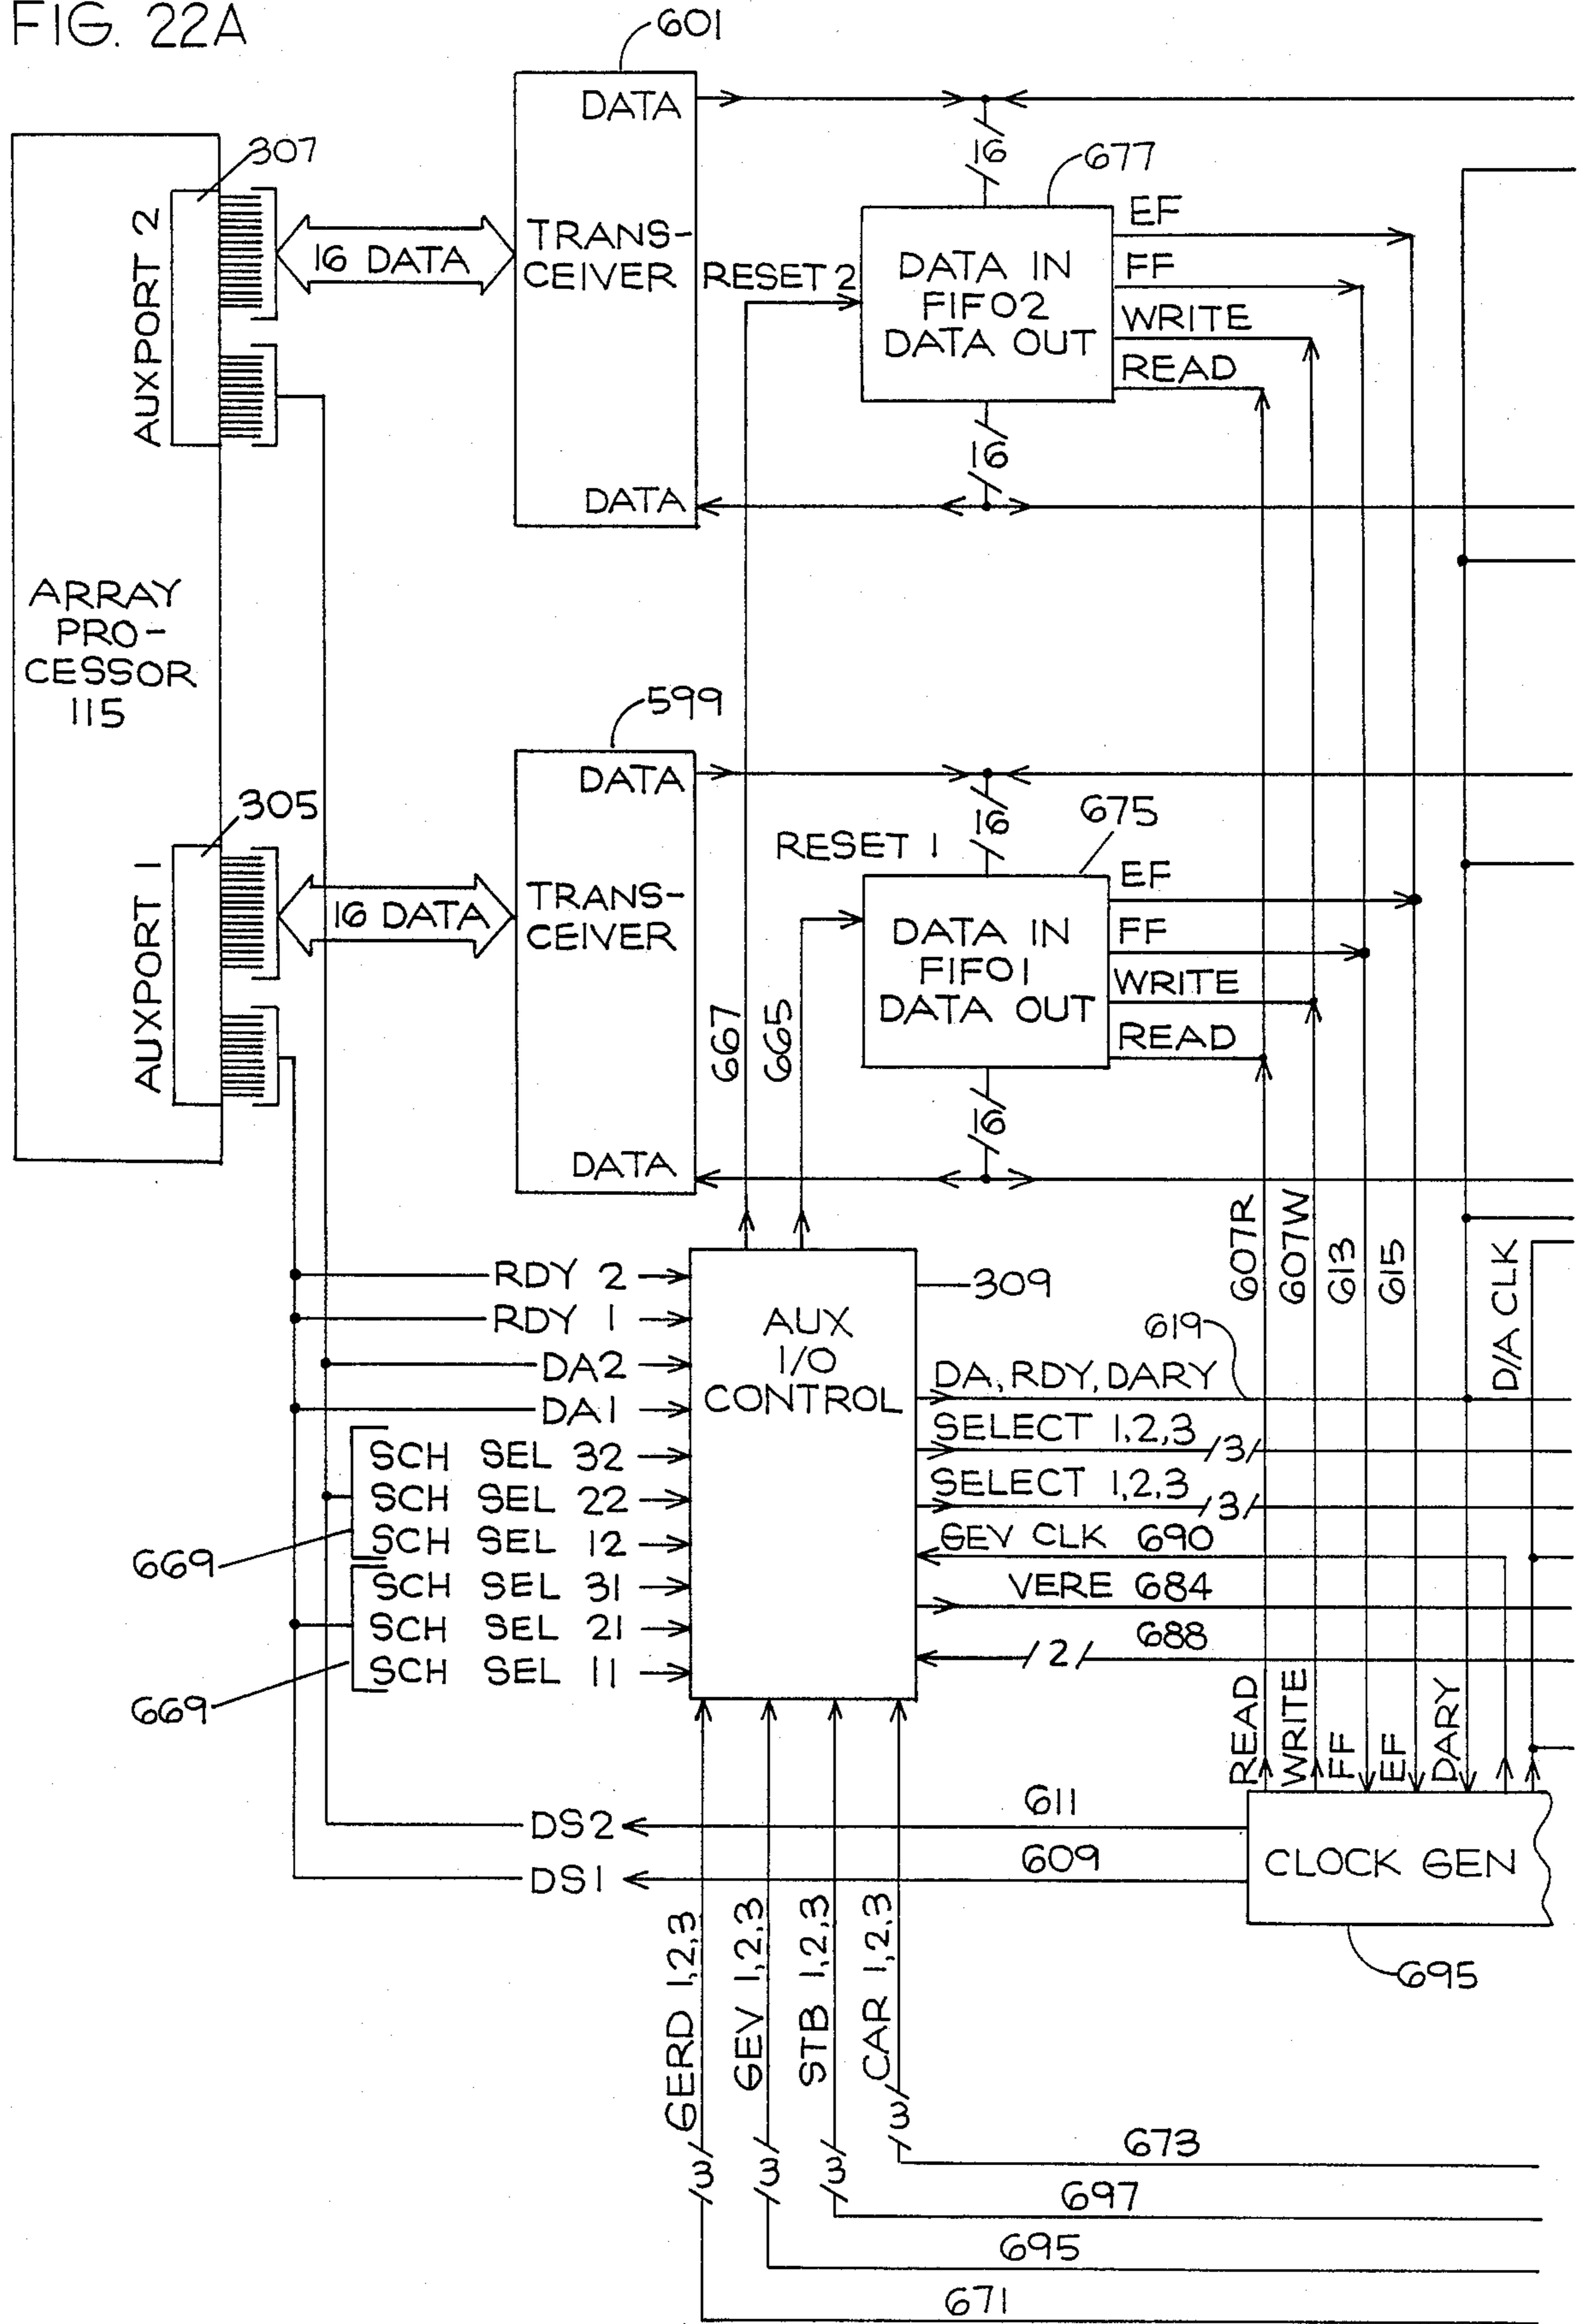 FIG. 22A
601
DATA
307
16
677
AUXPORT 2
16 DATA
TRANS-
CEIVER
RESET 2
DATA IN
FIFO2
DATA OUT
EF
FF
WRITE
READ
16
DATA
ARRAY
PRO-
CESSOR
115
599
DATA
305
16
675
RESET 1
AUXPORT 1
16 DATA
TRANS-
CEIVER
667
665
DATA IN
FIFO1
DATA OUT
EF
FF
WRITE
READ
16
DATA
607R
607W
613
615
D/A CLK
RDY 2
RDY 1
DA2
DA1
SCH SEL 32
SCH SEL 22
SCH SEL 12
SCH SEL 31
SCH SEL 21
SCH SEL 11
669
669
AUX
I/O
CONTROL
309
619
DA, RDY, DARY
SELECT 1,2,3
3
SELECT 1,2,3
3
GEV CLK 690
VERE 684
688
2
READ
WRITE
FF
EF
DARY
DS2
611
DS1
609
CLOCK GEN
695
GERD 1,2,3
GEV 1,2,3
STB 1,2,3
CAR 1,2,3
3
3
3
3
673
697
695
671